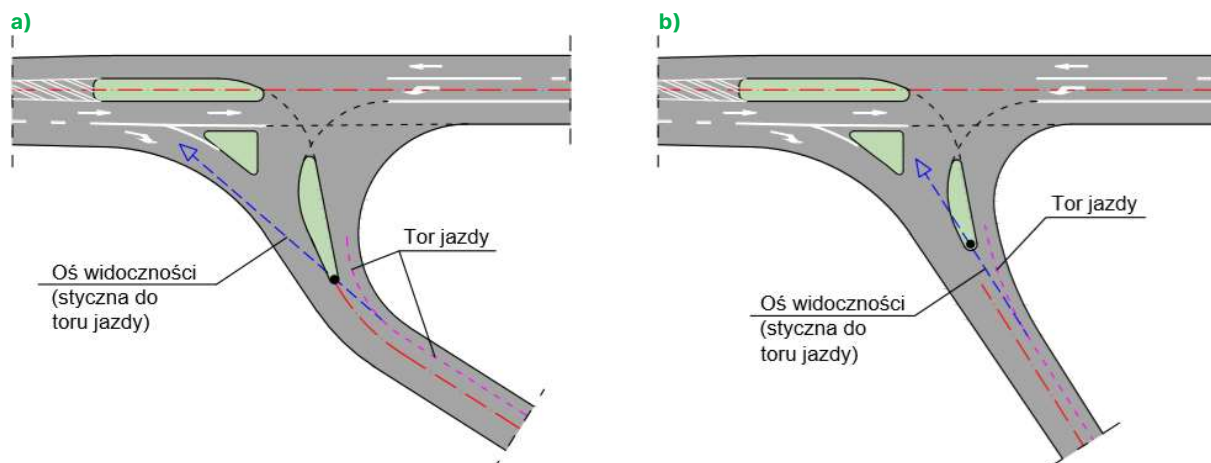 a)
Tor jazdy
Oś widoczności
(styczna do
toru jazdy)
b)
Tor jazdy
Oś widoczności
(styczna do
toru jazdy)